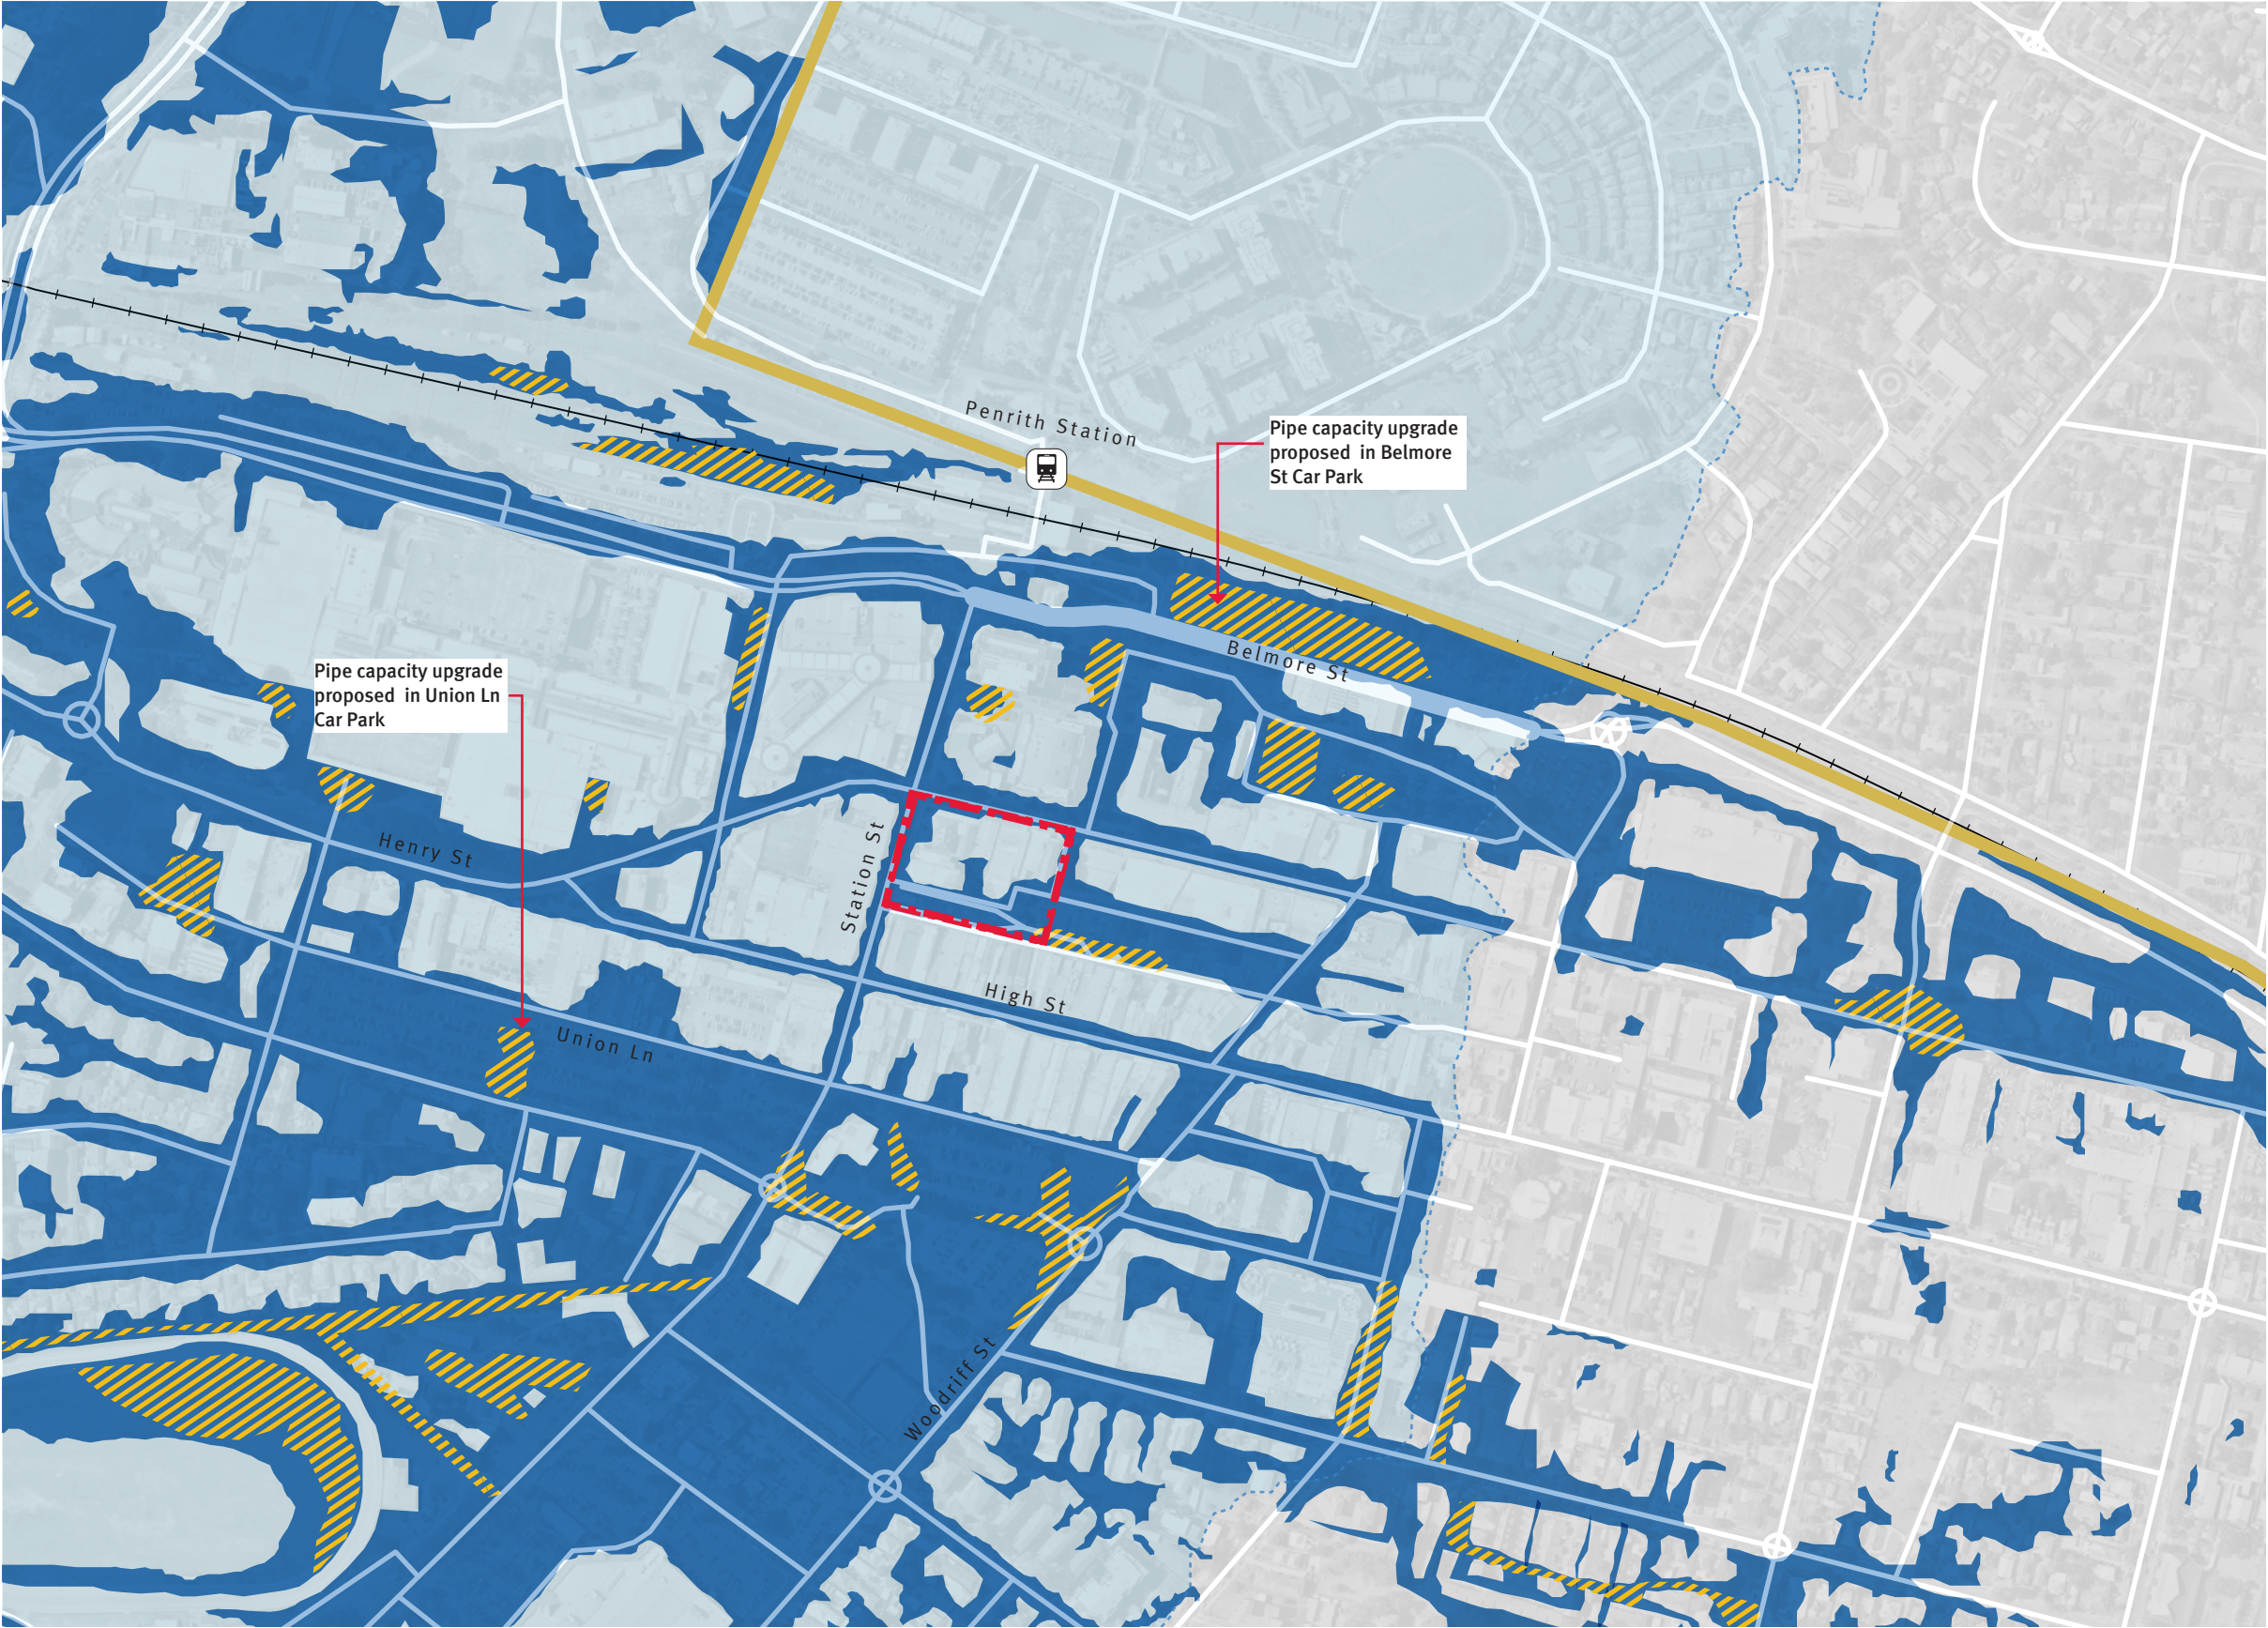 Penrith Station
Pipe capacity upgrade
proposed in Belmore
St Car Park
Belmore St
Pipe capacity upgrade
proposed in Union Ln
Car Park
Henry St
Station St
High St
Union Ln
Woodriff St